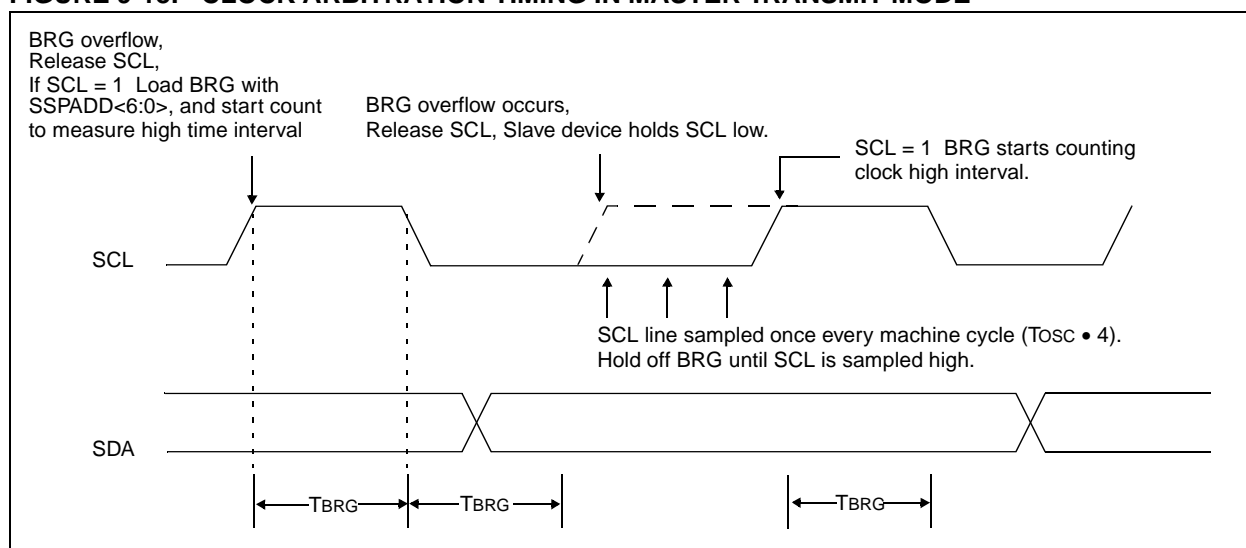 BRG overflow,
Release SCL,
If SCL = 1  Load BRG with
SSPADD<6:0>, and start count
to measure high time interval
BRG overflow occurs,
Release SCL, Slave device holds SCL low.
SCL = 1  BRG starts counting
clock high interval.
SCL
SCL line sampled once every machine cycle (TOSC • 4).
Hold off BRG until SCL is sampled high.
SDA
TBRG
TBRG
TBRG